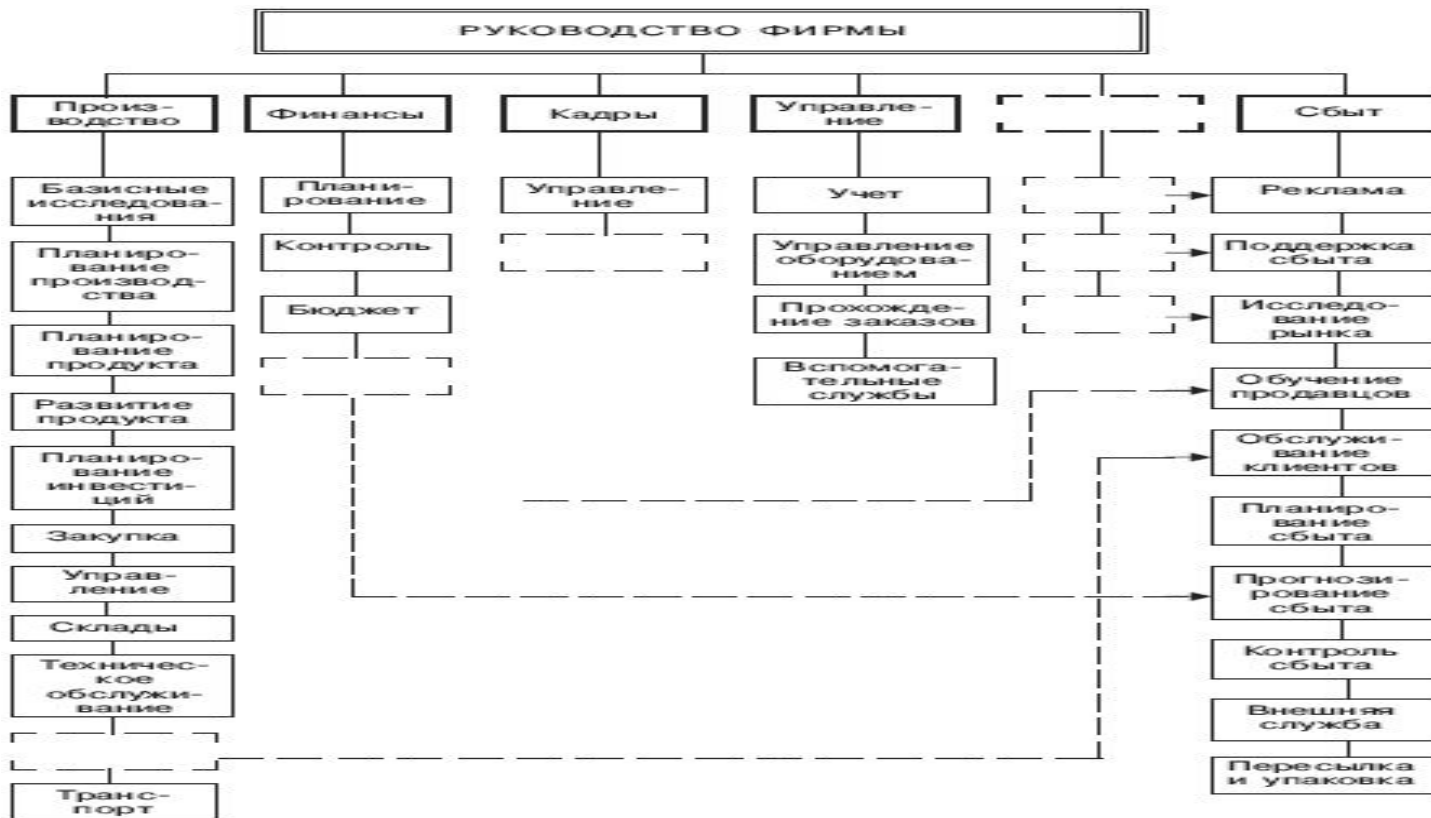 РУКОВОДСТВО ФИРМЫ
Произ-
водство
Финансы
Кадры
Управле-
ние
Сбыт
Базисные
исследова-
ния
Планиро-
вание
производ-
ства
Планиро-
вание
продукта
Развитие
продукта
Планиро-
вание
инвести-
ций
Закупка
Управ-
ление
Склады
Техничес-
кое
обслужи-
вание
Транс-
порт
Плани-
рование
Контроль
Бюджет
Управле-
ние
Учет
Управление
оборудова-
нием
Прохожде-
ние заказов
Вспомога-
тельные
службы
Реклама
Поддержка
сбыта
Исследо-
вание
рынка
Обучение
продавцов
Обслужи-
вание
клиентов
Планиро-
вание
сбыта
Прогнози-
рование
сбыта
Контроль
сбыта
Внешняя
служба
Пересылка
и упаковка